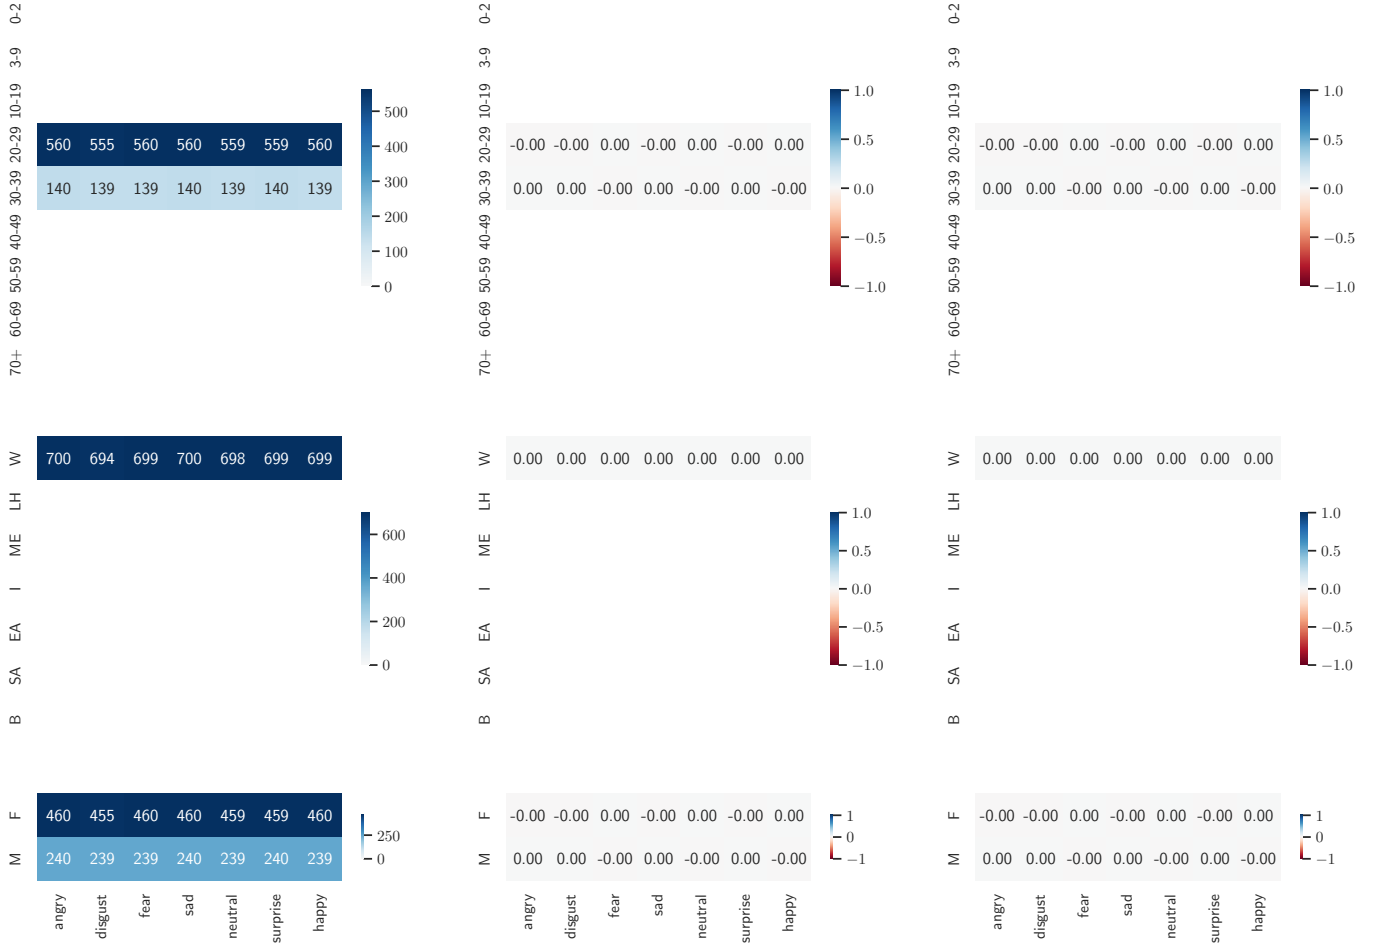 0-2 0-2 0-2
3-9 3-9 3-9
10-19 10-19 10-19
20-29 560 555 560 560 559 559 560 20-29 -0.00 -0.00 0.00 -0.00 0.00 -0.00 0.00 20-29 -0.00 -0.00 0.00 -0.00 0.00 -0.00 0.00
30-39 140 139 139 140 139 140 139 30-39 0.00 0.00 -0.00 0.00 -0.00 0.00 -0.00 30-39 0.00 0.00 -0.00 0.00 -0.00 0.00 -0.00
40-49 40-49 40-49
50-59 50-59 50-59
60-69 60-69 60-69
70+ 70+ 70+
500 400 300 200 100 0
1.0 0.5 0.0 −0.5 −1.0
1.0 0.5 0.0 −0.5 −1.0
W 700 694 699 700 698 699 699 W 0.00 0.00 0.00 0.00 0.00 0.00 0.00 W 0.00 0.00 0.00 0.00 0.00 0.00 0.00
LH LH LH
ME ME ME
I I I
EA EA EA
SA SA SA
B B B
600 400 200 0
1.0 0.5 0.0 −0.5 −1.0
1.0 0.5 0.0 −0.5 −1.0
F 460 455 460 460 459 459 460 F -0.00 -0.00 0.00 -0.00 0.00 -0.00 0.00 F -0.00 -0.00 0.00 -0.00 0.00 -0.00 0.00
M 240 239 239 240 239 240 239 M 0.00 0.00 -0.00 0.00 -0.00 0.00 -0.00 M 0.00 0.00 -0.00 0.00 -0.00 0.00 -0.00
250 0
1 0 −1
1 0 −1
angry disgust fear sad neutral surprise happy angry disgust fear sad neutral surprise happy angry disgust fear sad neutral surprise happy